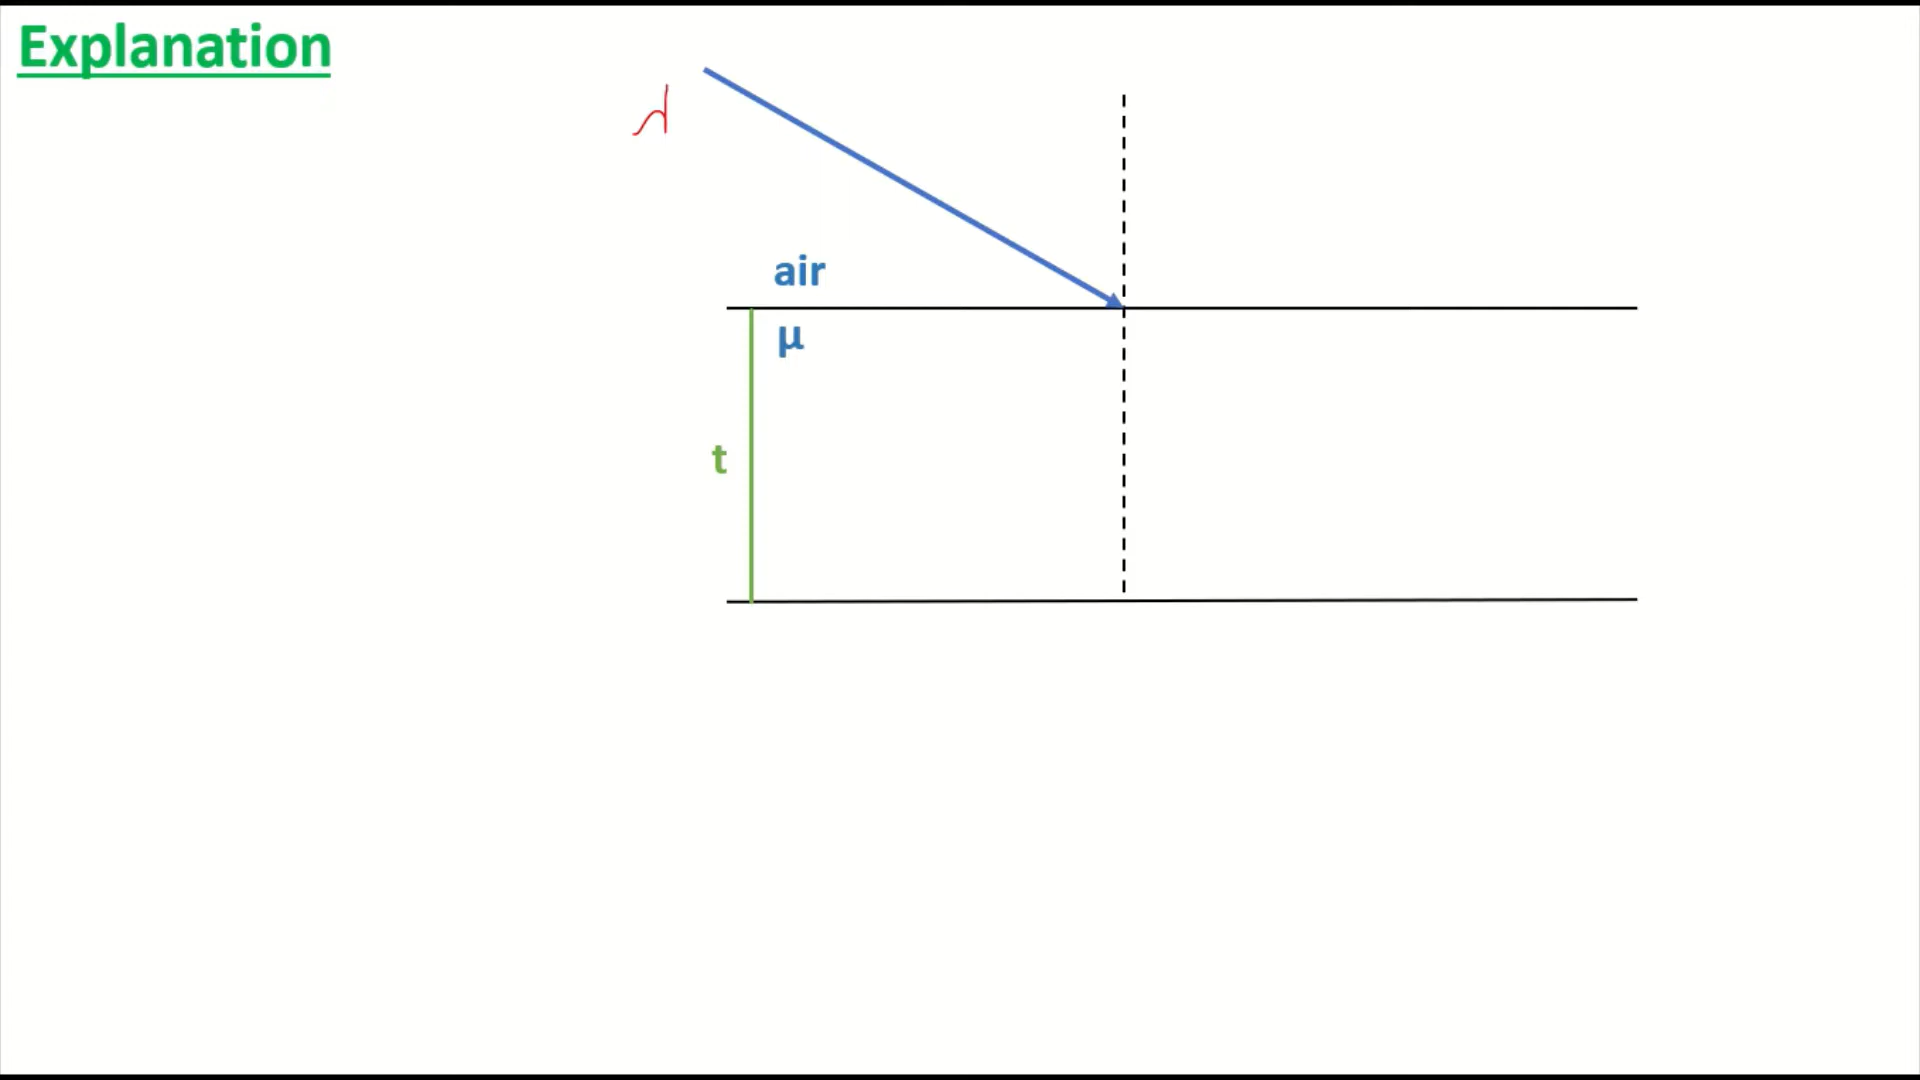 Explanation
λ
air
μ
t